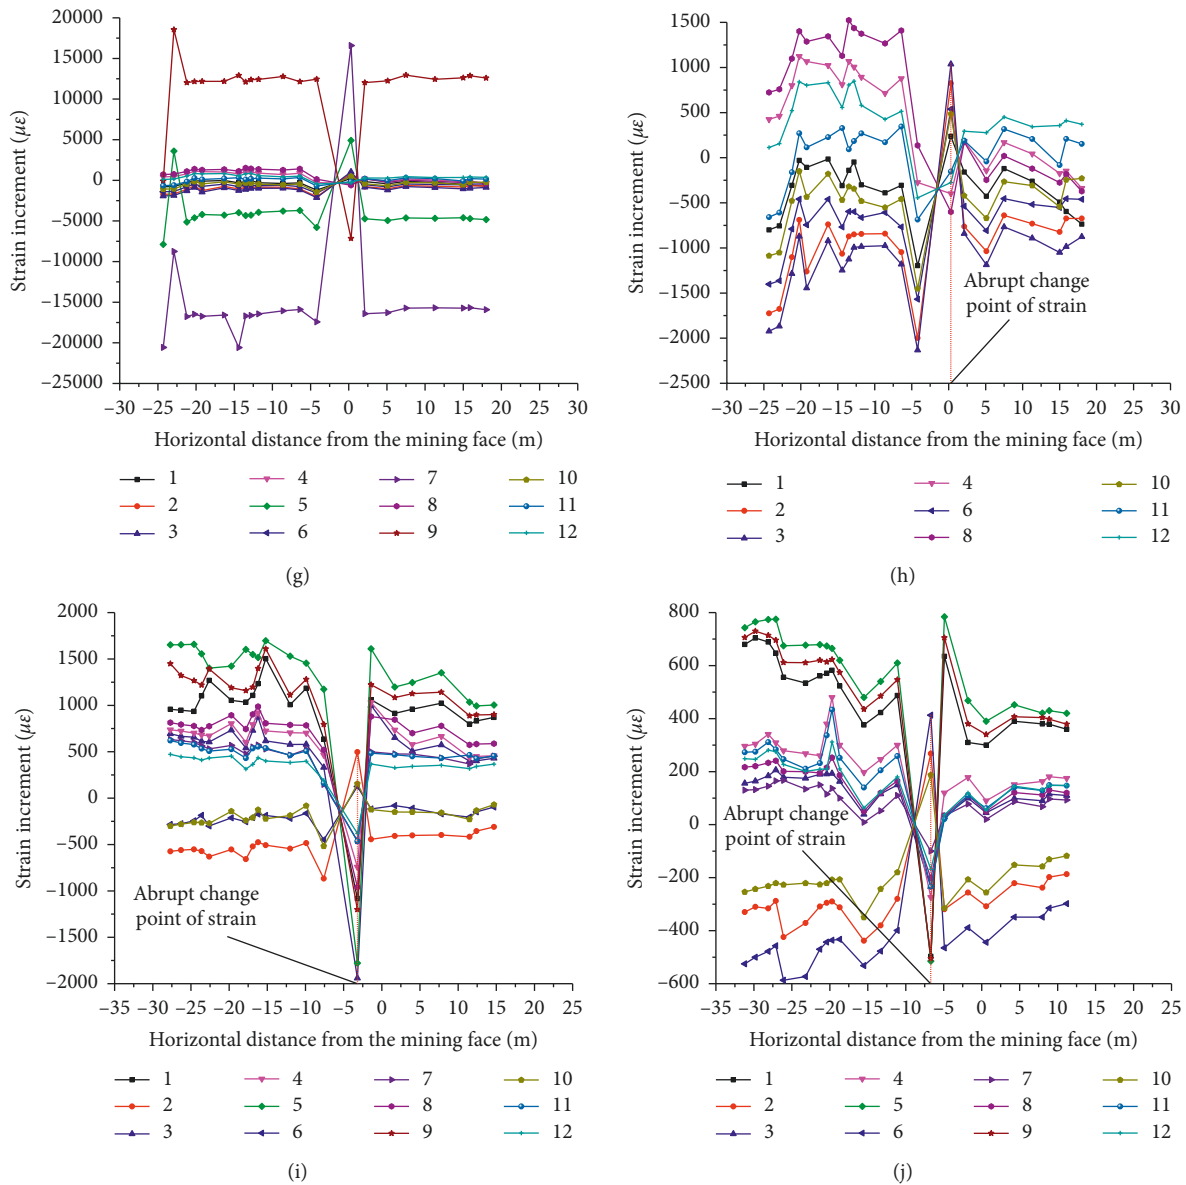 20000
15000
10000
5000
0
−5000
−10000
−15000
−20000
−25000
Strain increment (με)
−30 −25 −20 −15 −10 −5 0 5 10 15 20 25 30
Horizontal distance from the mining face (m)
1 4 7 10
2 5 8 11
3 6 9 12
(g)
1500
1000
500
0
−500
−1000
−1500
−2000
−2500
Strain increment (με)
Abrupt change
point of strain
−30 −25 −20 −15 −10 −5 0 5 10 15 20 25 30
Horizontal distance from the mining face (m)
1 4 10
2 6 11
3 8 12
(h)
2000
1500
1000
500
0
−500
−1000
−1500
−2000
Strain increment (με)
Abrupt change
point of strain
−35 −30 −25 −20 −15 −10 −5 0 5 10 15 20 25
Horizontal distance from the mining face (m)
1 4 7 10
2 5 8 11
3 6 9 12
(i)
800
600
400
200
0
−200
−400
−600
Strain increment (με)
Abrupt change
point of strain
−35 −30 −25 −20 −15 −10 −5 0 5 10 15 20 25
Horizontal distance from the mining face (m)
1 4 7 10
2 5 8 11
3 6 9 12
(j)